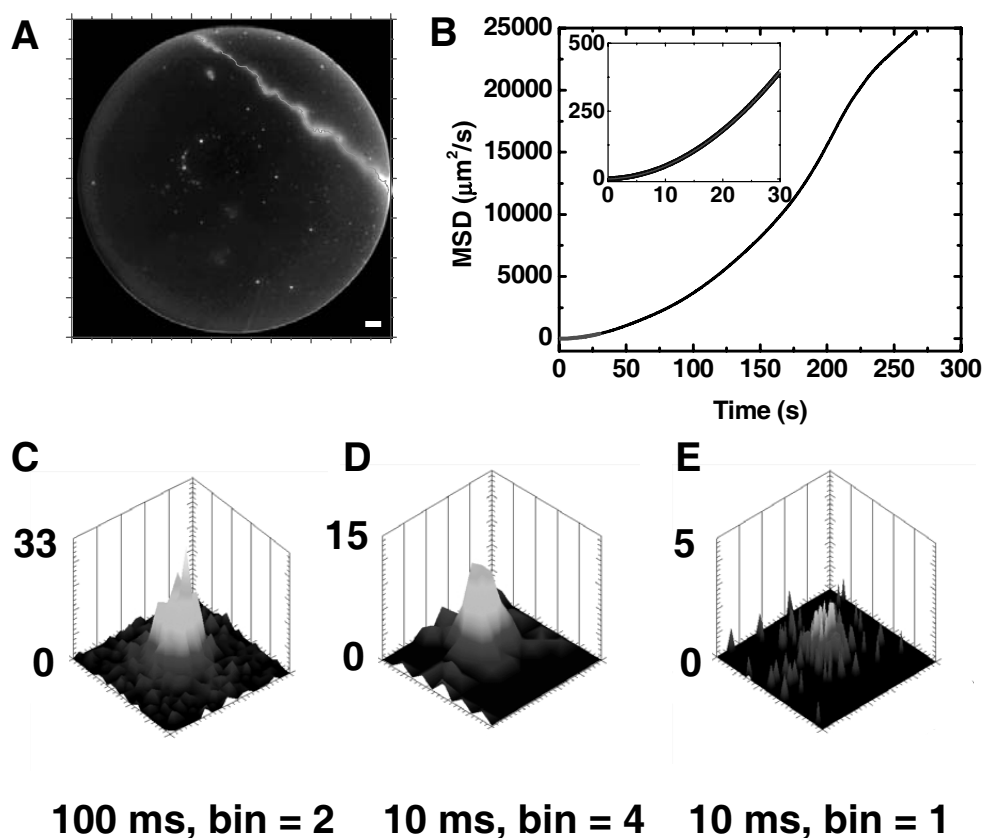 A
B
25000
20000
15000
10000
5000
0
MSD (μm²/s)
500
250
0
0 10 20 30
0 50 100 150 200 250 300
Time (s)
C
D
E
33
0
15
0
5
0
100 ms, bin = 2
10 ms, bin = 4
10 ms, bin = 1